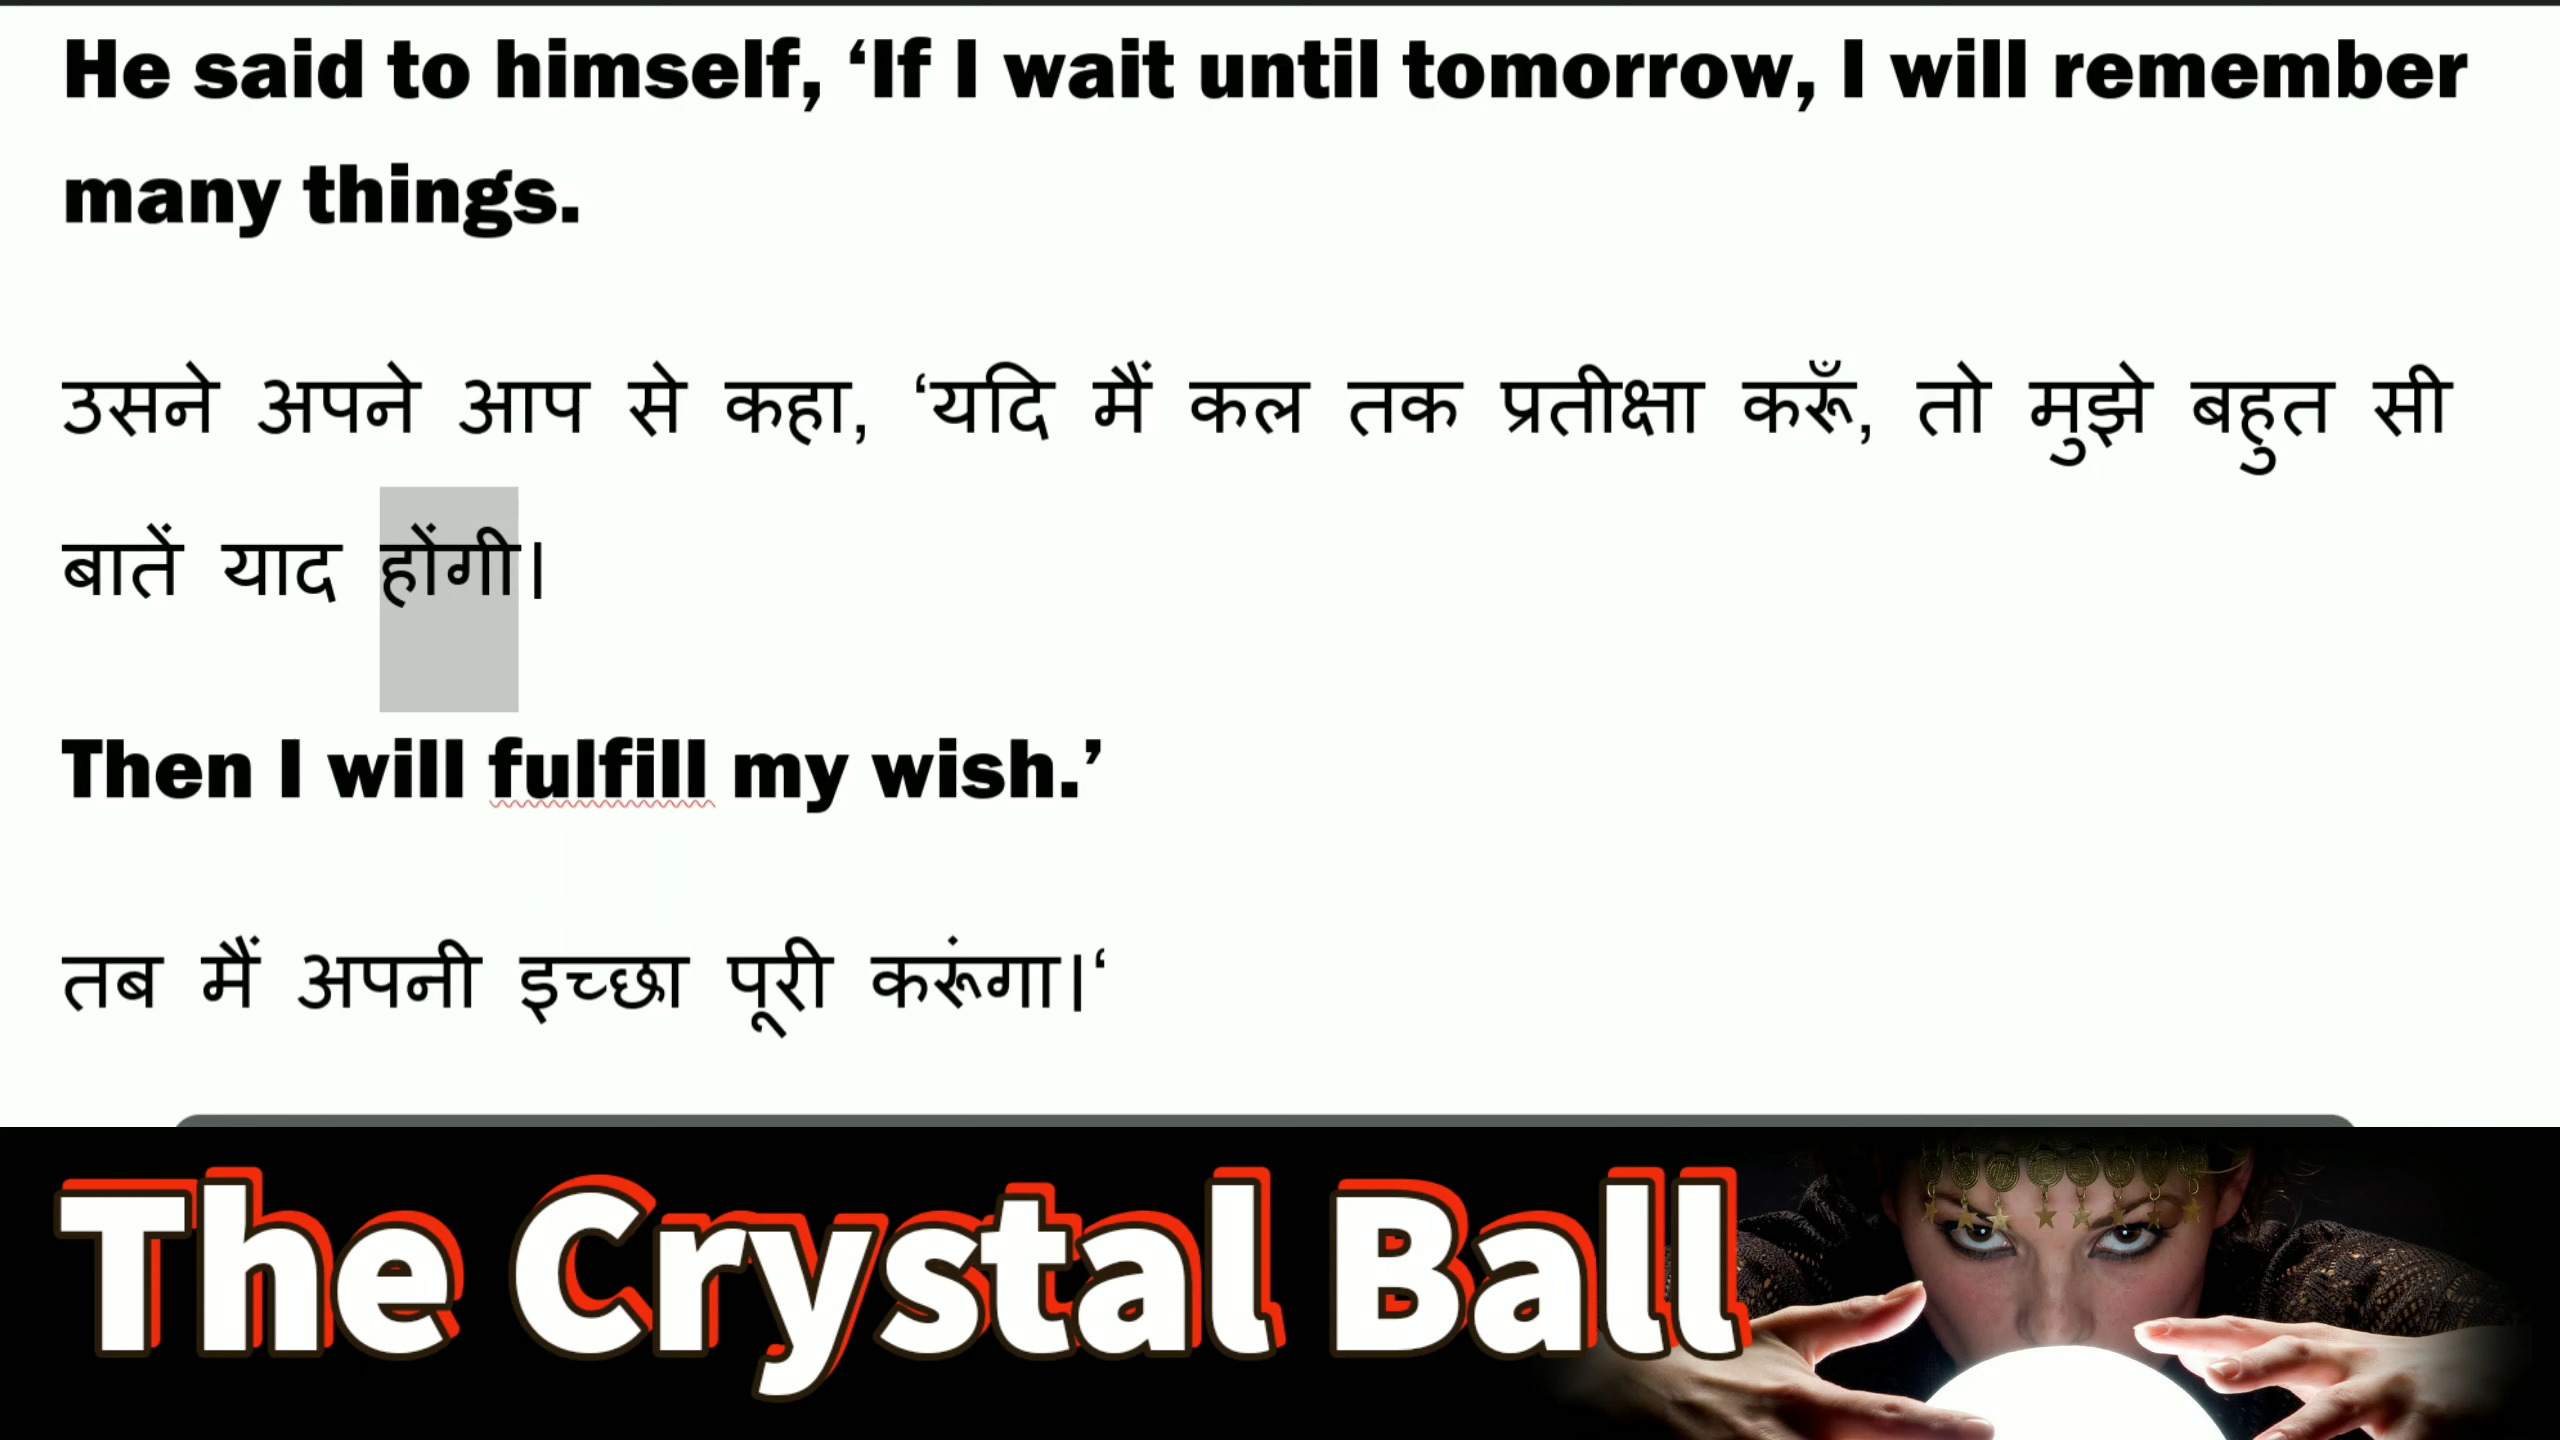 He said to himself, ‘If I wait until tomorrow, I will remember
many things.
उसने अपने आप से कहा, ‘यदि मैं कल तक प्रतीक्षा करूँ, तो मुझे बहुत सी
बातें याद होंगी।
Then I will fulfill my wish.’
तब मैं अपनी इच्छा पूरी करूंगा।‘
The Crystal Ball